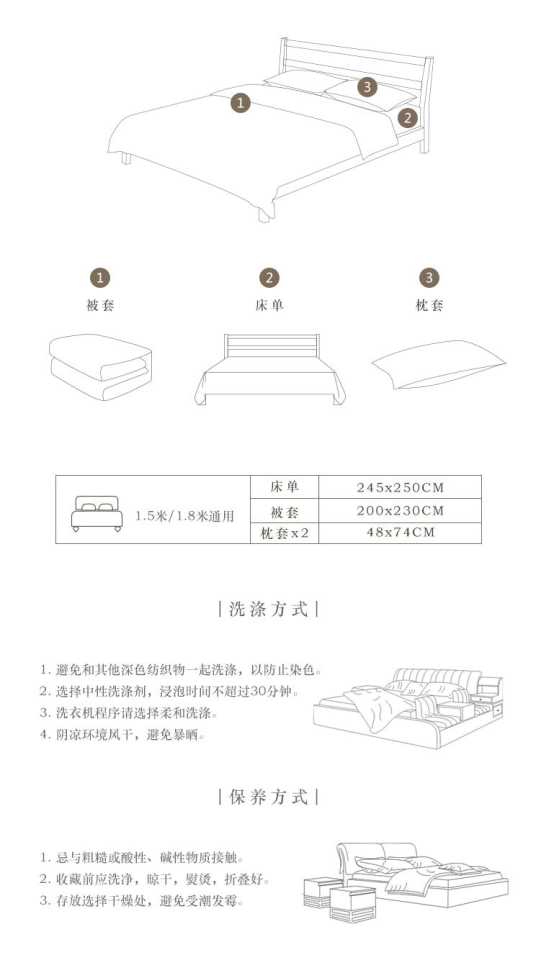 1
3
2
1
2
3
被套
床单
枕套
1.5米/1.8米通用
床单 245x250CM
被套 200x230CM
枕套x2 48x74CM
|洗涤方式|
1. 避免和其他深色纺织物一起洗涤，以防止染色。
2. 选择中性洗涤剂，浸泡时间不超过30分钟。
3. 洗衣机程序请选择柔和洗涤。
4. 阴凉环境风干，避免暴晒。
|保养方式|
1. 忌与粗糙或酸性、碱性物质接触。
2. 收藏前应洗净，晾干，熨烫，折叠好。
3. 存放选择干燥处，避免受潮发霉。